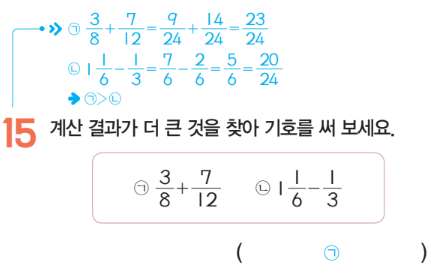 » ㉠ 3/8 + 7/12 = 9/24 + 14/24 = 23/24
㉡ 1 1/6 − 1/3 = 7/6 − 2/6 = 5/6 = 20/24
➔ ㉠>㉡
15 계산 결과가 더 큰 것을 찾아 기호를 써 보세요.
㉠ 3/8 + 7/12 ㉡ 1 1/6 − 1/3
( ㉠ )